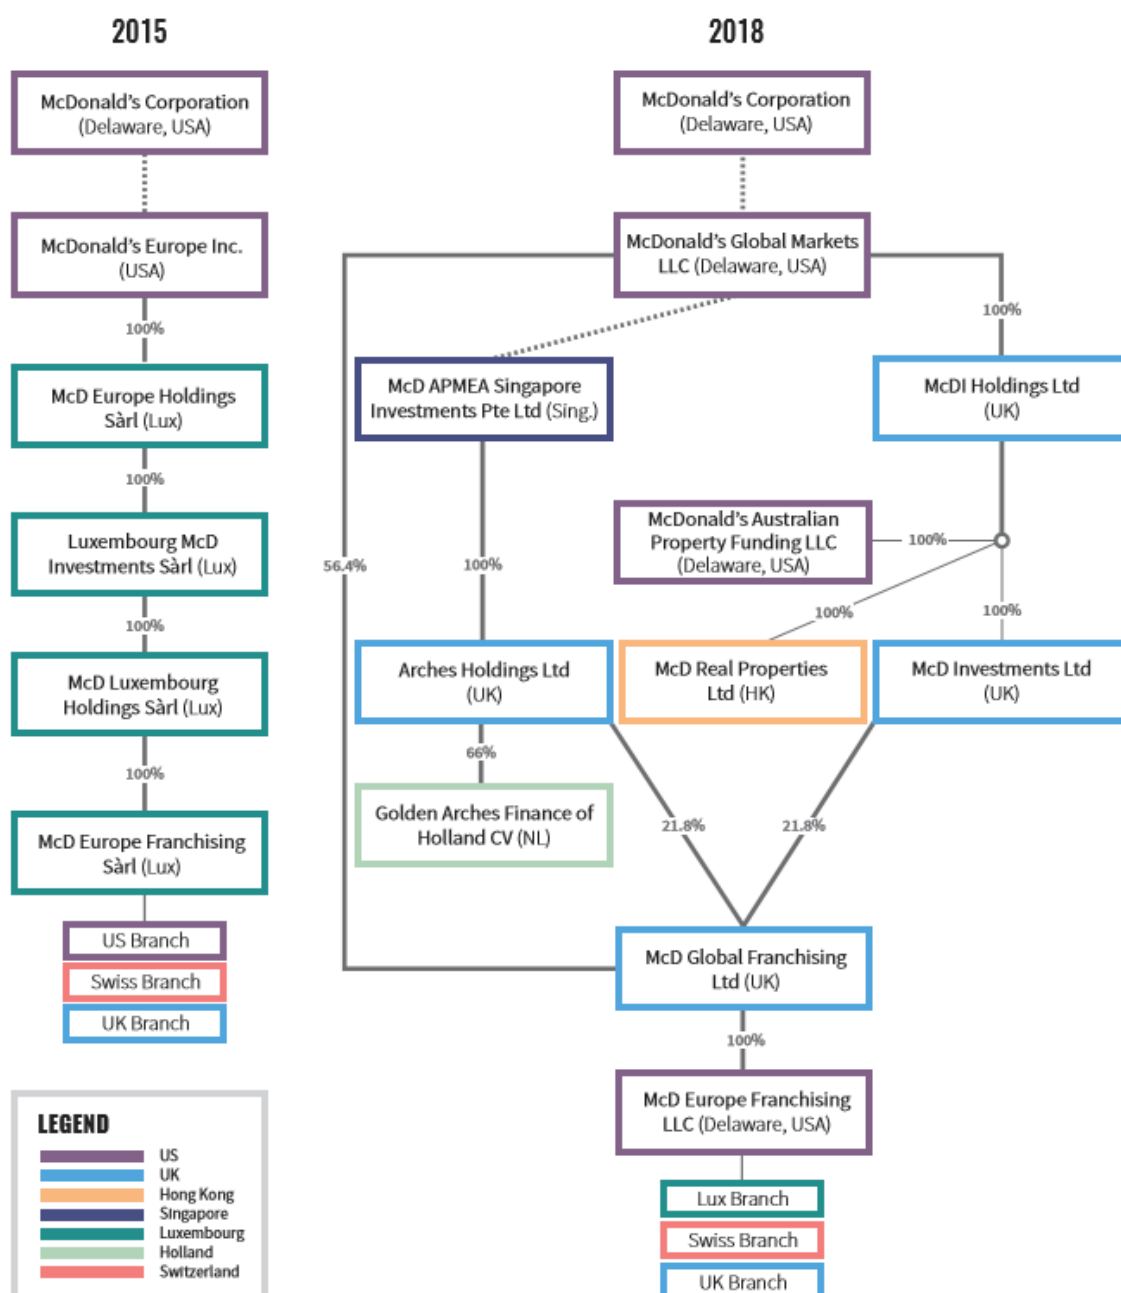 2015
McDonald's Corporation
(Delaware, USA)
McDonald's Europe Inc.
(USA)
100%
McD Europe Holdings
Sàrl (Lux)
100%
Luxembourg McD
Investments Sàrl (Lux)
100%
McD Luxembourg
Holdings Sàrl (Lux)
100%
McD Europe Franchising
Sàrl (Lux)
US Branch
Swiss Branch
UK Branch
LEGEND
US
UK
Hong Kong
Singapore
Luxembourg
Holland
Switzerland
2018
McDonald's Corporation
(Delaware, USA)
McDonald's Global Markets
LLC (Delaware, USA)
100%
McD APMEA Singapore
Investments Pte Ltd (Sing.)
McDI Holdings Ltd
(UK)
McDonald's Australian
Property Funding LLC
(Delaware, USA)
100%
56.4%
100%
100%
100%
Arches Holdings Ltd
(UK)
McD Real Properties
Ltd (HK)
McD Investments Ltd
(UK)
66%
Golden Arches Finance of
Holland CV (NL)
21.8%
21.8%
McD Global Franchising
Ltd (UK)
100%
McD Europe Franchising
LLC (Delaware, USA)
Lux Branch
Swiss Branch
UK Branch